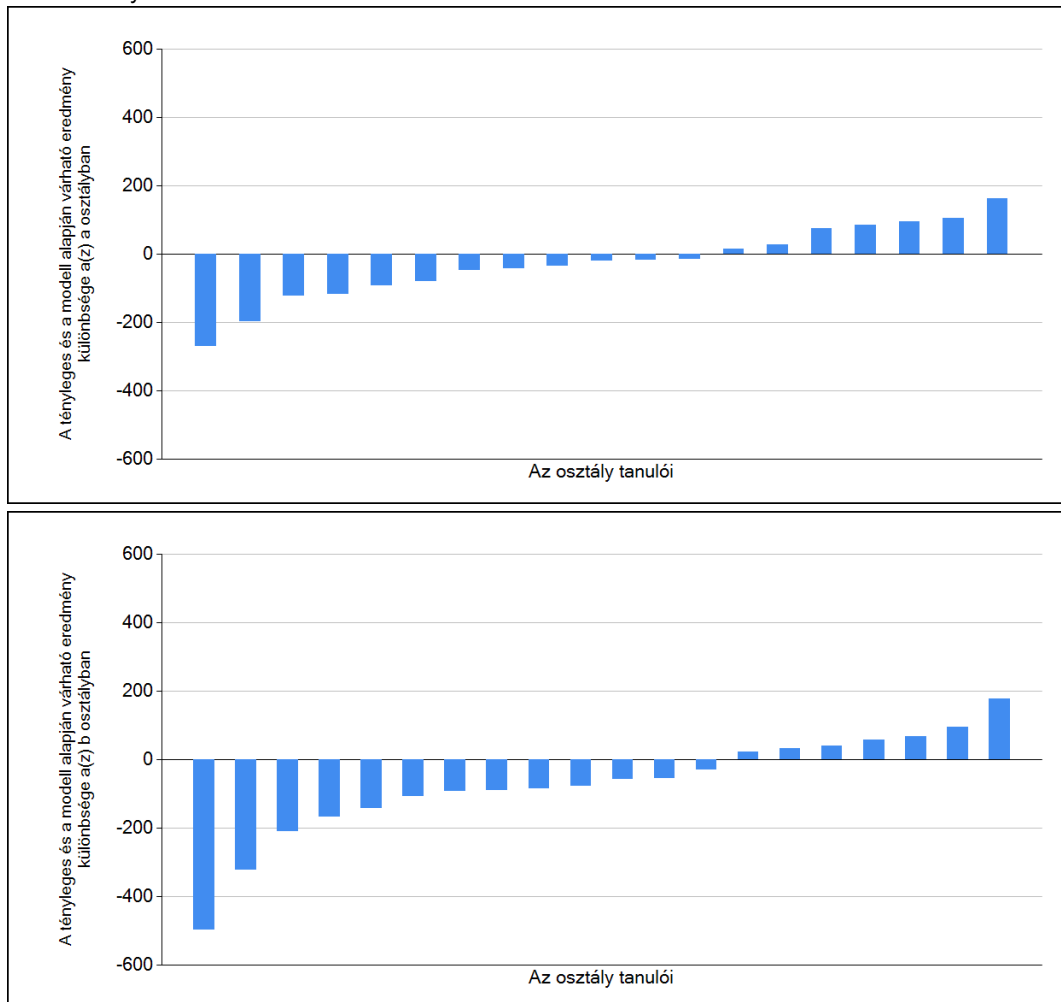 600
400
200
0
-200
-400
-600
A tényleges és a modell alapján várható eredmény
különbsége a(z) a osztályban
Az osztály tanulói
600
400
200
0
-200
-400
-600
A tényleges és a modell alapján várható eredmény
különbsége a(z) b osztályban
Az osztály tanulói